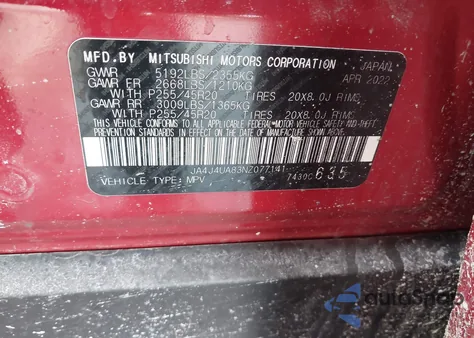 MFD.BY MITSUBISHI MOTORS CORPORATION JAPAN
GVWR 5192LBS/2355KG APR 2022
GAWR FR 2668LBS/1210KG
WITH P255/45R20 TIRES 20X8.0J RIMS
GAWR RR 3009LBS/1365KG
WITH P255/45R20 TIRES 20X8.0J RIMS
THIS VEHICLE CONFORMS TO ALL APPLICABLE
FEDERAL MOTOR VEHICLE SAFETY AND THEFT
PREVENTION STANDARDS IN EFFECT ON THE DATE
OF MANUFACTURE SHOWN ABOVE.
JA4J4UA83NZ077141
VEHICLE TYPE: MPV 7430C635
autoSnap